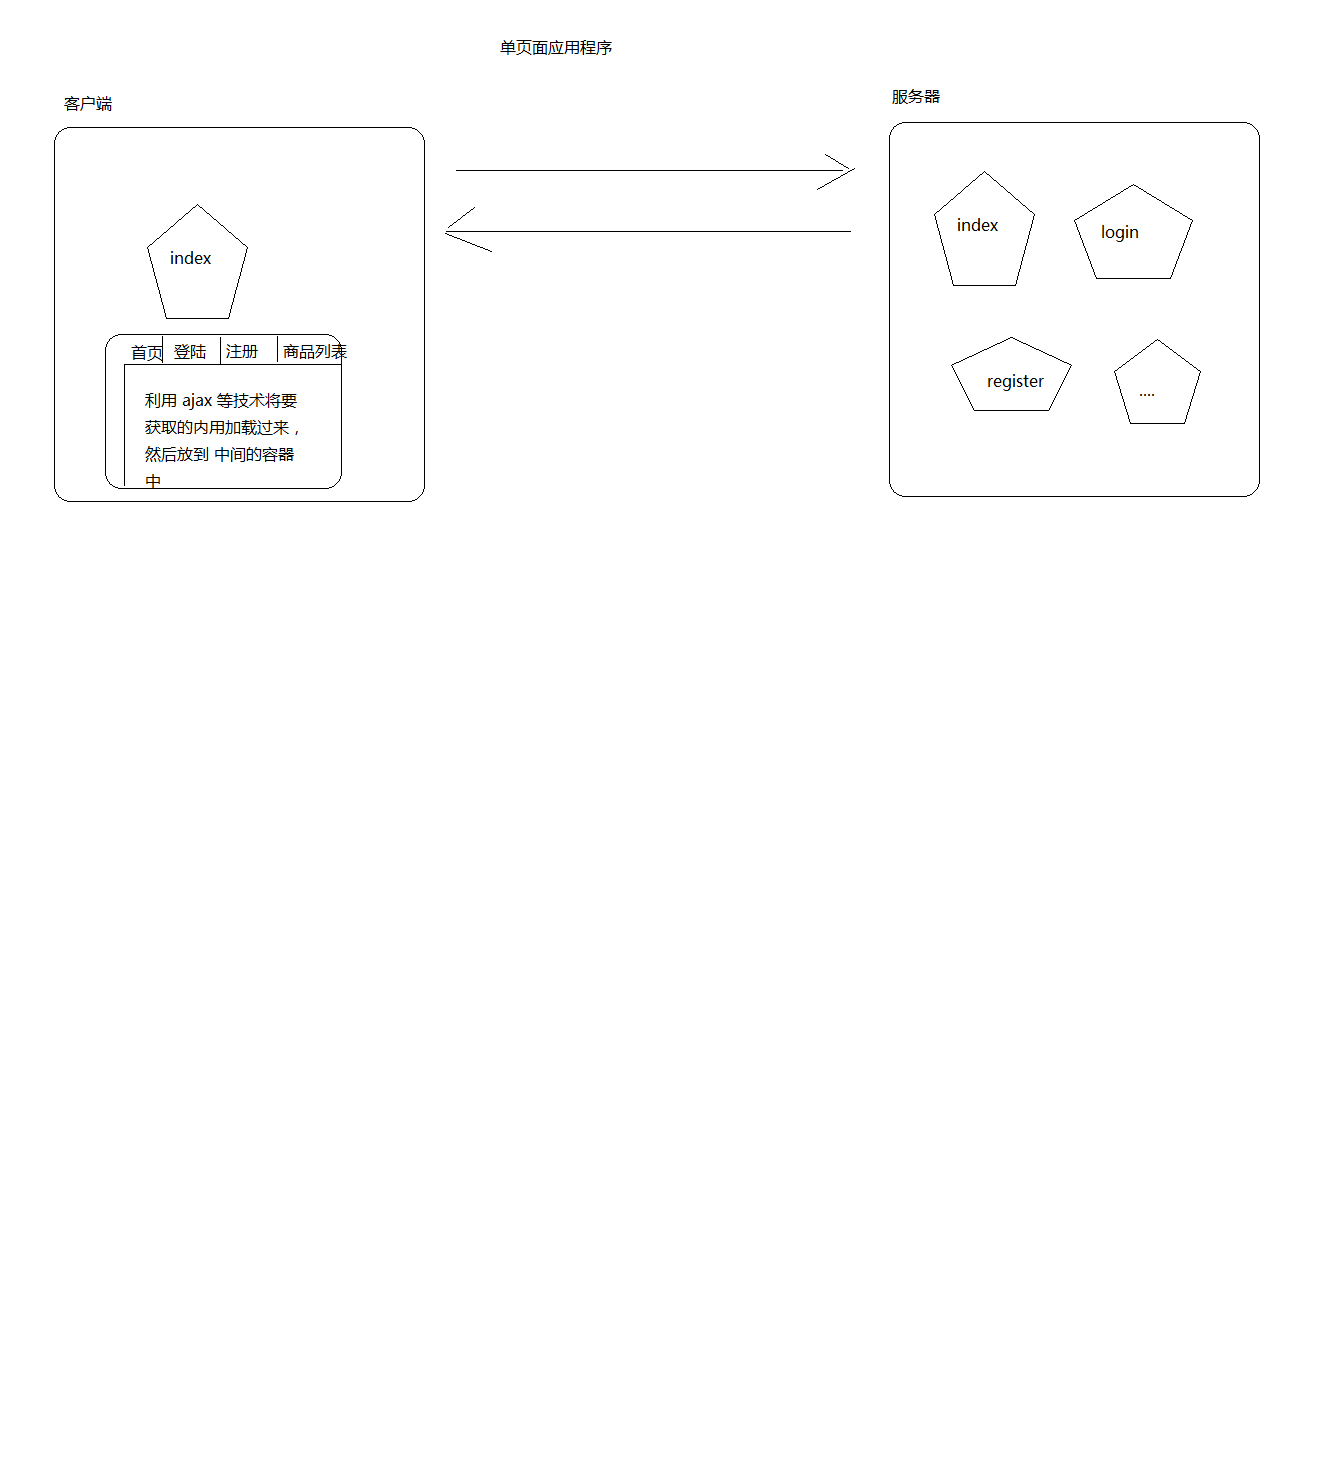 单页面应用程序
客户端
服务器
index
index
login
首页 登陆 注册 商品列表
利用 ajax 等技术将要
获取的内用加载过来，
然后放到 中间的容器
中
register
....